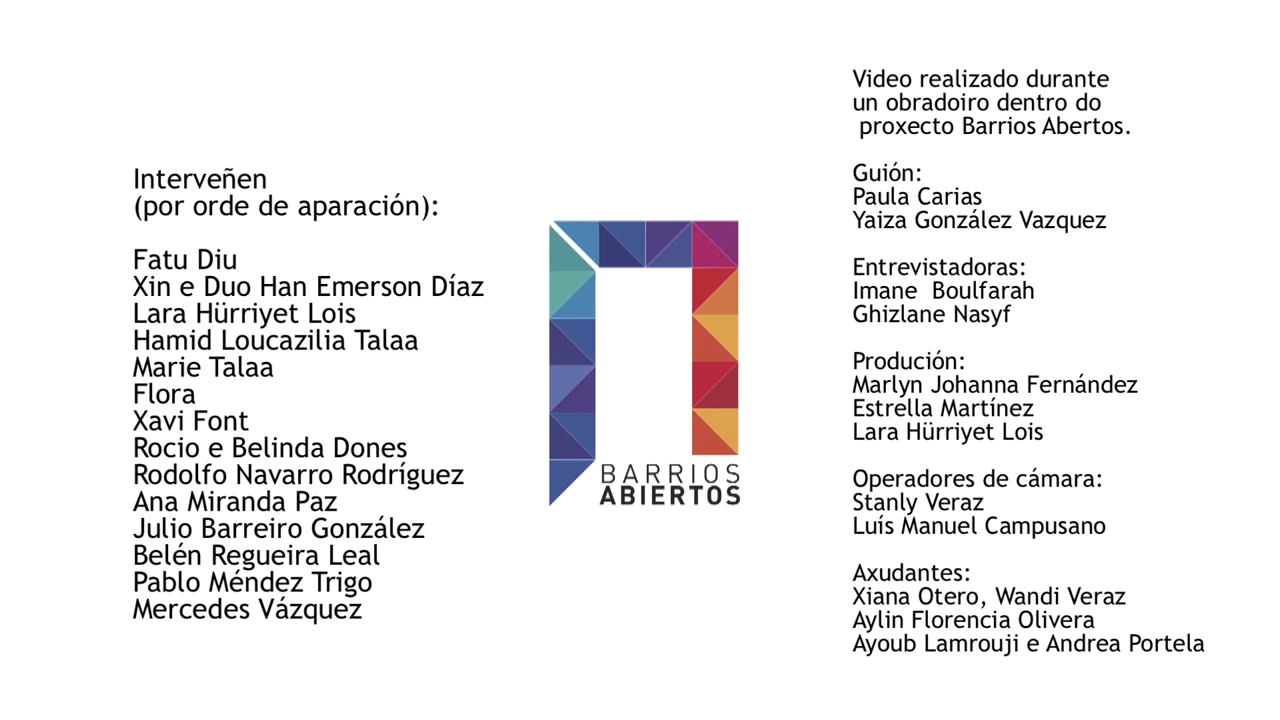 Interveñen
(por orde de aparación):
Fatu Diu
Xin e Duo Han Emerson Díaz
Lara Hürriyet Lois
Hamid Loucazilia Talaa
Marie Talaa
Flora
Xavi Font
Rocio e Belinda Dones
Rodolfo Navarro Rodríguez
Ana Miranda Paz
Julio Barreiro González
Belén Regueira Leal
Pablo Méndez Trigo
Mercedes Vázquez
BARRIOS
ABIERTOS
Video realizado durante
un obradoiro dentro do
proxecto Barrios Abertos.
Guión:
Paula Carias
Yaiza González Vazquez
Entrevistadoras:
Imane  Boulfarah
Ghizlane Nasyf
Produción:
Marlyn Johanna Fernández
Estrella Martínez
Lara Hürriyet Lois
Operadores de cámara:
Stanly Veraz
Luís Manuel Campusano
Axudantes:
Xiana Otero, Wandi Veraz
Aylin Florencia Olivera
Ayoub Lamrouji e Andrea Portela